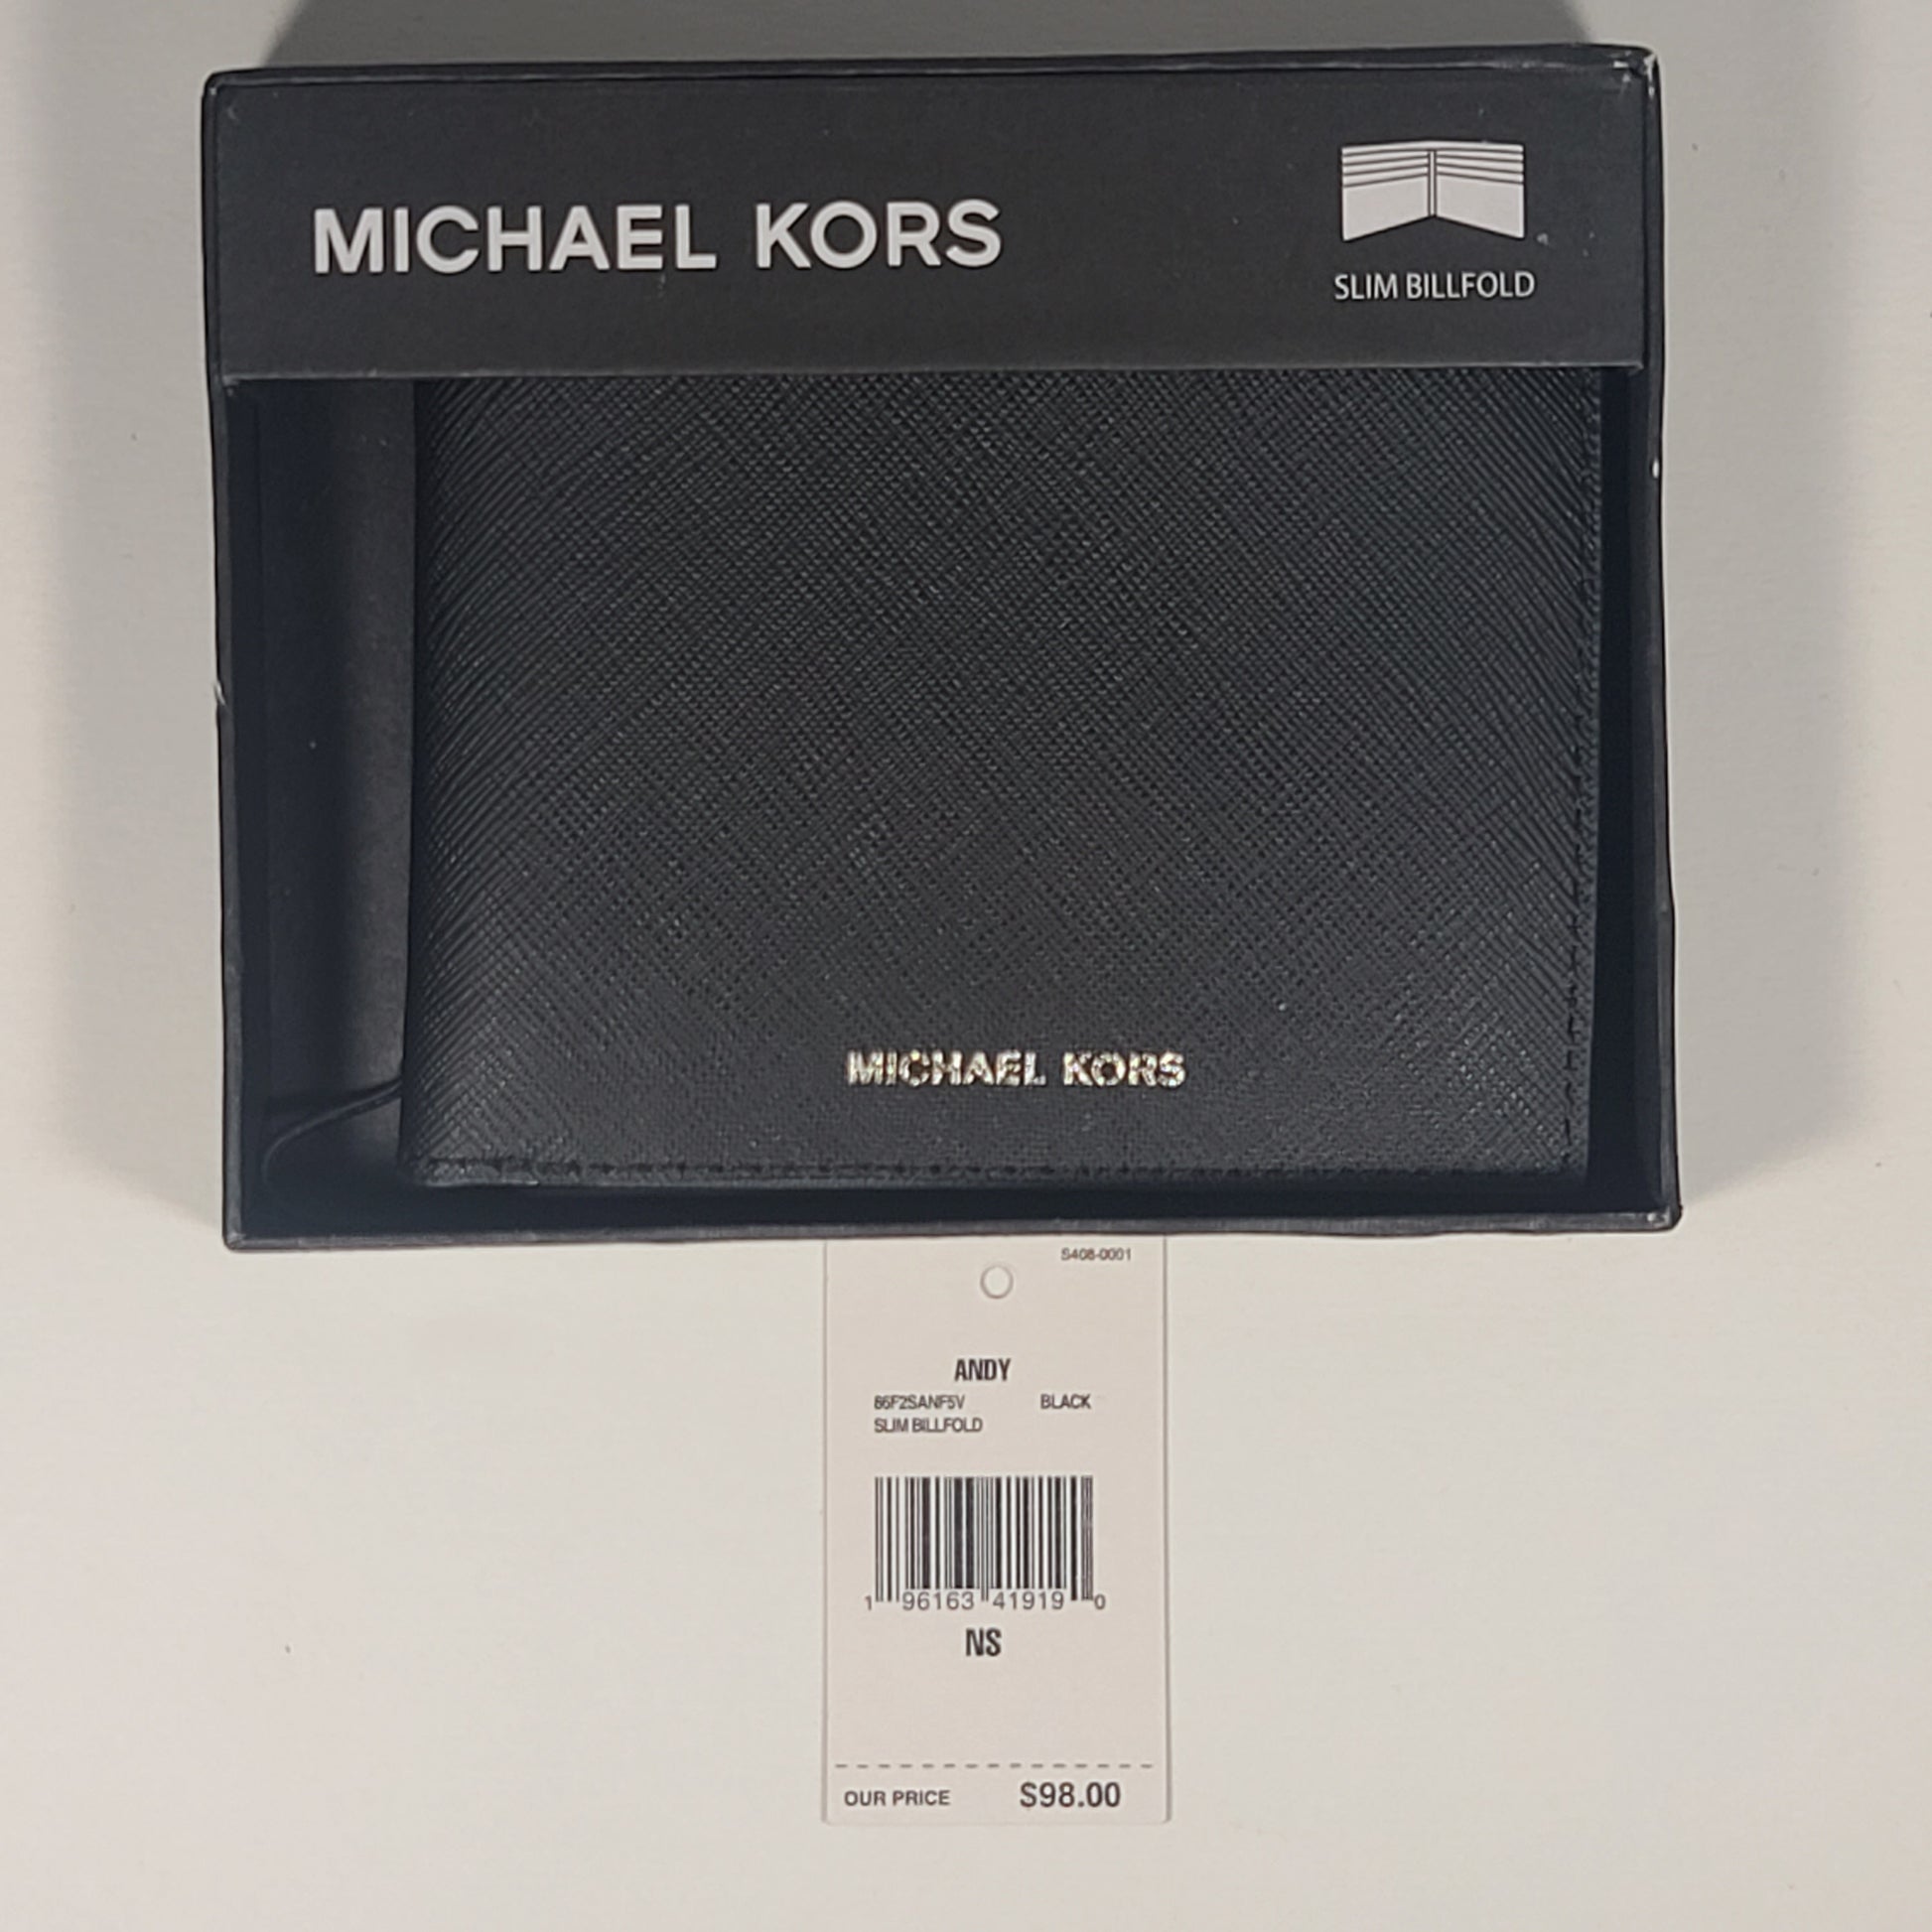 MICHAEL KORS
SLIM BILLFOLD
MICHAEL KORS
S408-0001
ANDY
86F2SANF5V BLACK
SLIM BILLFOLD
1 96163 41919 0
NS
OUR PRICE $98.00